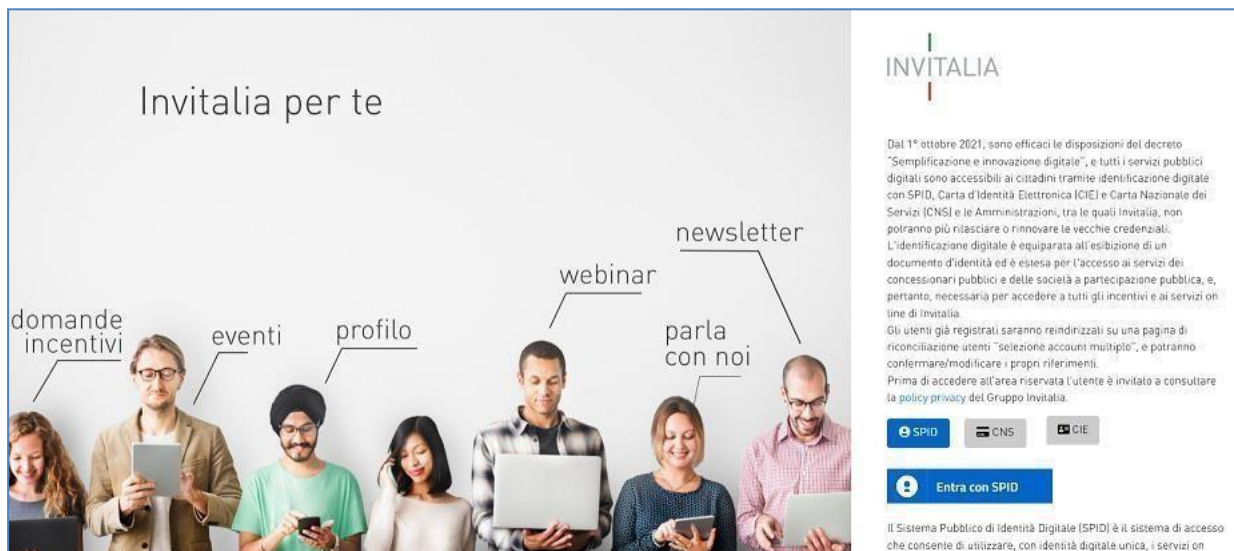 Invitalia per te
domande
incentivi
eventi
profilo
webinar
newsletter
parla
con noi
INVITALIA
Dal 1° ottobre 2021, sono efficaci le disposizioni del decreto
"Semplificazione e innovazione digitale", e tutti i servizi pubblici
digitali sono accessibili ai cittadini tramite identificazione digitale
con SPID, Carta d'Identità Elettronica (CIE) e Carta Nazionale dei
Servizi (CNS) e le Amministrazioni, tra le quali Invitalia, non
potranno più rilasciare o rinnovare le vecchie credenziali.
L'identificazione digitale è equiparata all'esibizione di un
documento d'identità ed è estesa per l'accesso ai servizi dei
concessionari pubblici e delle società a partecipazione pubblica, e,
pertanto, necessaria per accedere a tutti gli incentivi e ai servizi on
line di Invitalia.
Gli utenti già registrati saranno reindirizzati su una pagina di
riconciliazione utenti "selezione account multiplo", e potranno
confermare/modificare i propri riferimenti.
Prima di accedere all'area riservata l'utente è invitato a consultare
la policy privacy del Gruppo Invitalia.
SPID CNS CIE
Entra con SPID
Il Sistema Pubblico di Identità Digitale (SPID) è il sistema di accesso
che consente di utilizzare, con identità digitale unica, i servizi on